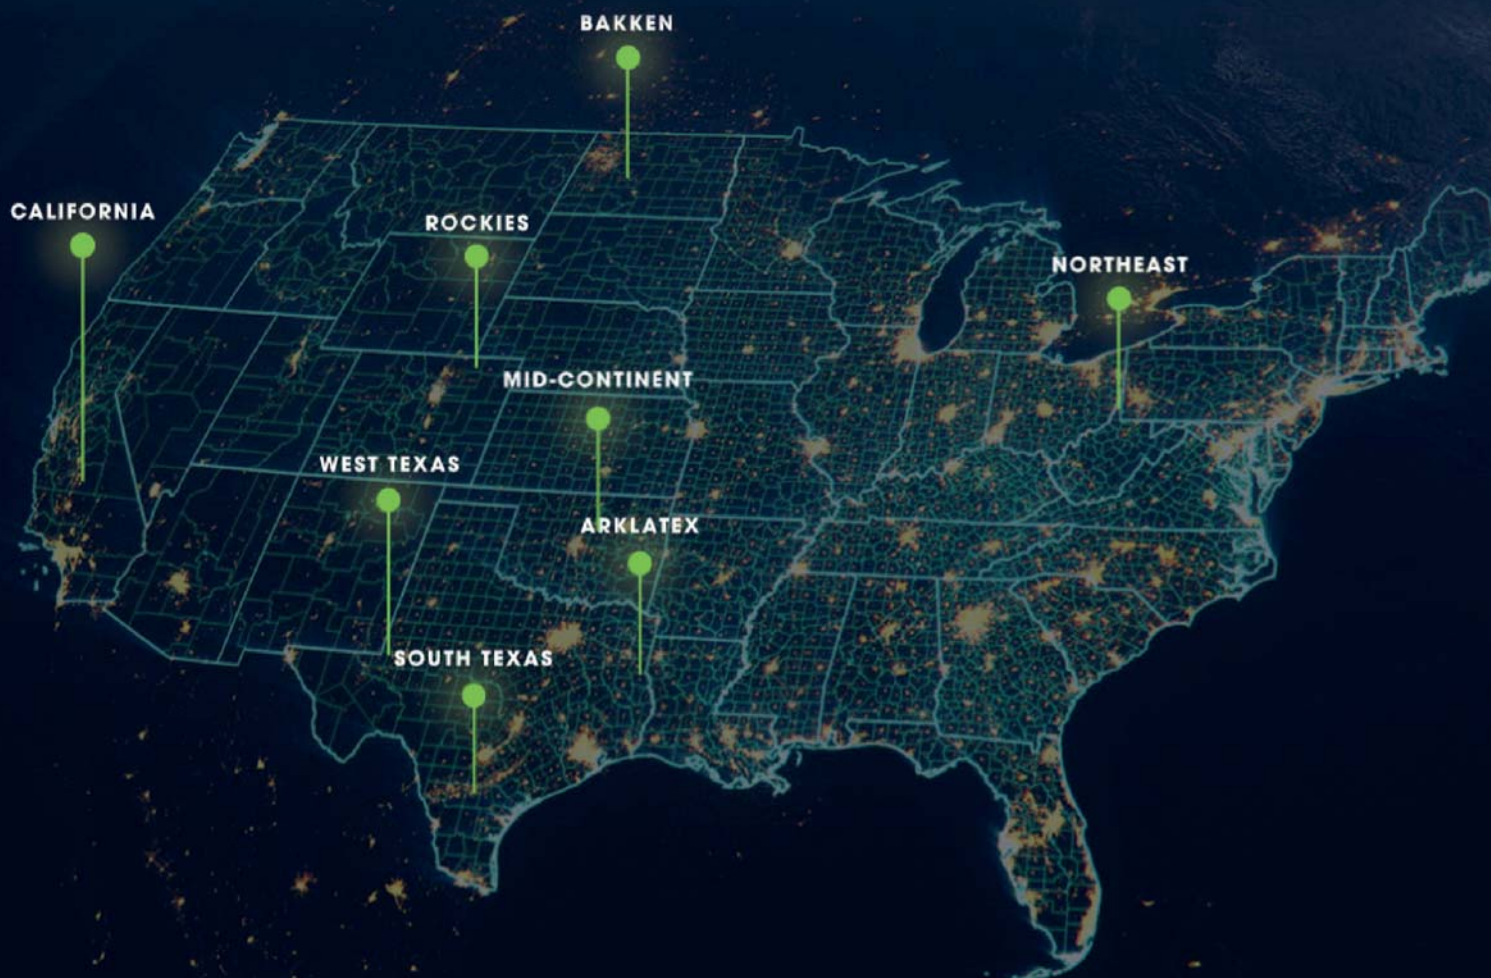 BAKKEN
CALIFORNIA
ROCKIES
NORTHEAST
MID-CONTINENT
WEST TEXAS
ARKLATEX
SOUTH TEXAS